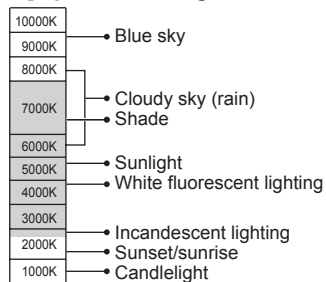 10000K
9000K
Blue sky
8000K
7000K
Cloudy sky (rain)
Shade
6000K
5000K
Sunlight
4000K
White fluorescent lighting
3000K
Incandescent lighting
2000K
Sunset/sunrise
1000K
Candlelight